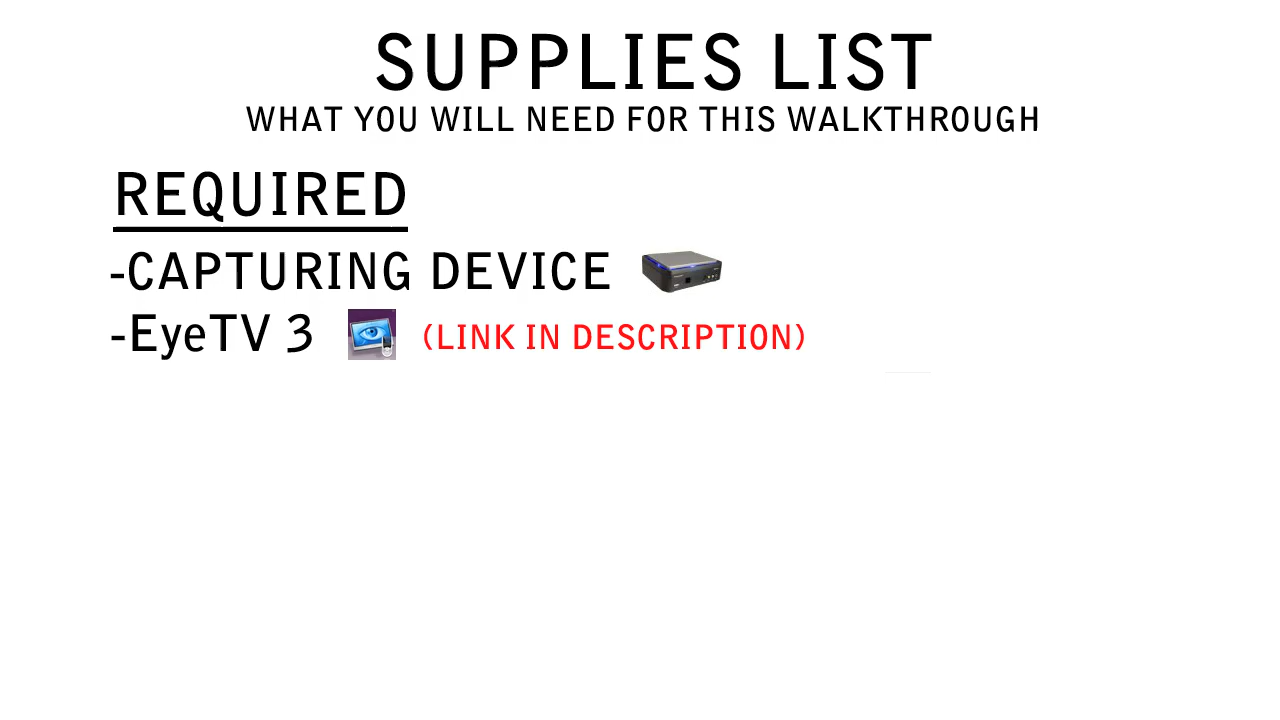 SUPPLIES LIST
WHAT YOU WILL NEED FOR THIS WALKTHROUGH
REQUIRED
-CAPTURING DEVICE
-EyeTV 3 (LINK IN DESCRIPTION)